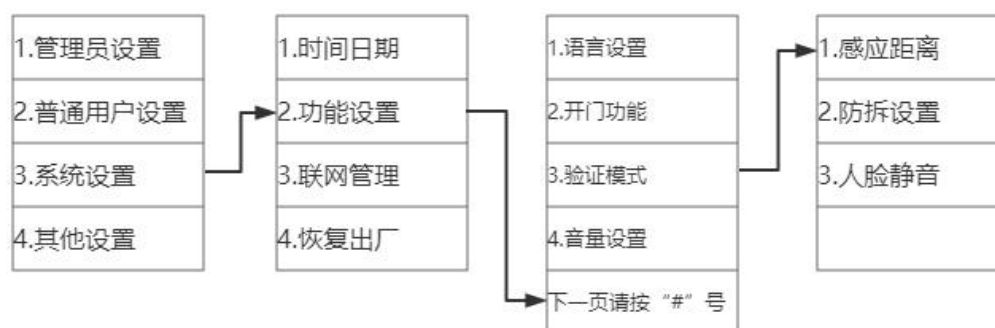 1.管理员设置
2.普通用户设置
3.系统设置
4.其他设置
1.时间日期
2.功能设置
3.联网管理
4.恢复出厂
1.语言设置
2.开门功能
3.验证模式
4.音量设置
下一页请按“#”号
1.感应距离
2.防拆设置
3.人脸静音